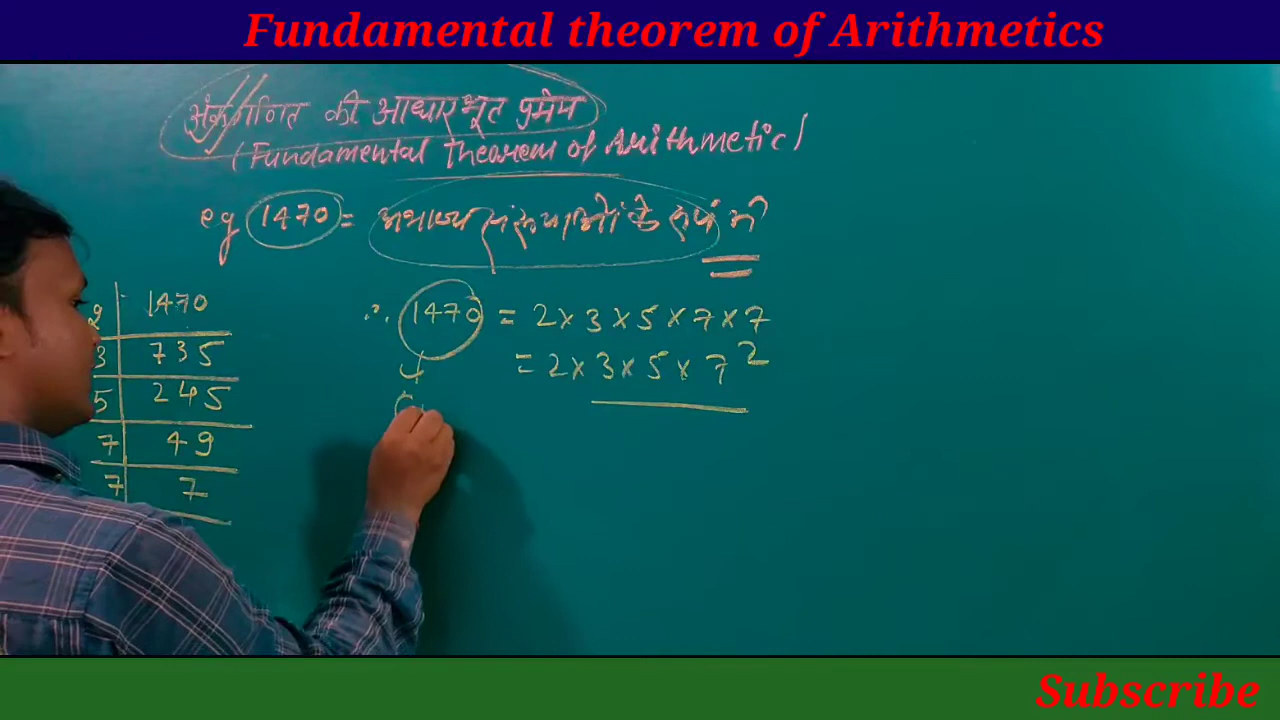 Fundamental theorem of Arithmetics
अंकगणित की आधारभूत प्रमेय
(Fundamental Theorem of Arithmetic)
eg 1470 = अभाज्य संख्याओं के रूप में
2 | 1470
3 | 735
5 | 245
7 | 49
7 | 7
∴ 1470 = 2 × 3 × 5 × 7 × 7
= 2 × 3 × 5 × 7²
Subscribe